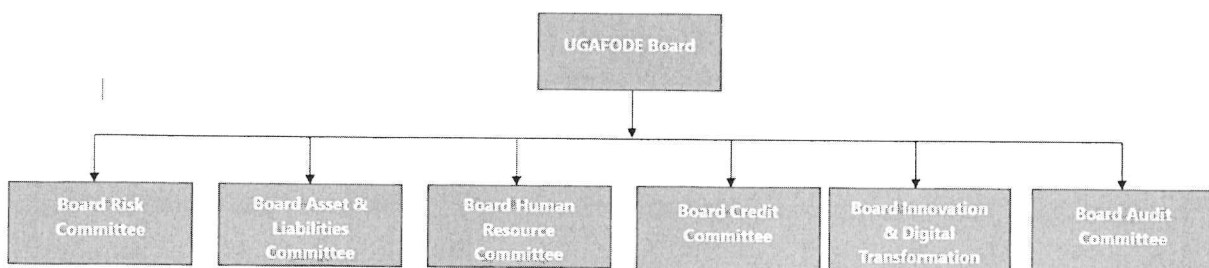 UGAFODE Board
Board Risk
Committee
Board Asset &
Liabilities
Committee
Board Human
Resource
Committee
Board Credit
Committee
Board Innovation
& Digital
Transformation
Board Audit
Committee